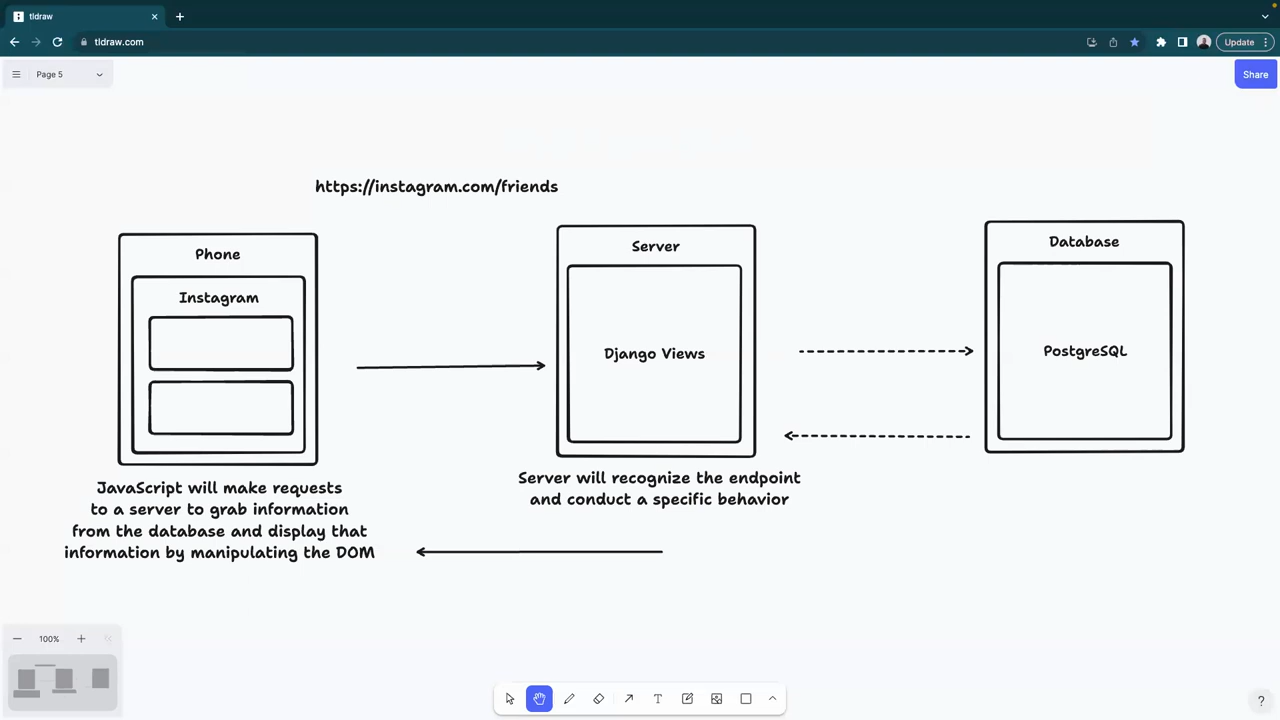 tldraw
tldraw.com
Update
Page 5
Share
https://instagram.com/friends
Phone
Instagram
Server
Django Views
Database
PostgreSQL
JavaScript will make requests
to a server to grab information
from the database and display that
information by manipulating the DOM
Server will recognize the endpoint
and conduct a specific behavior
100%